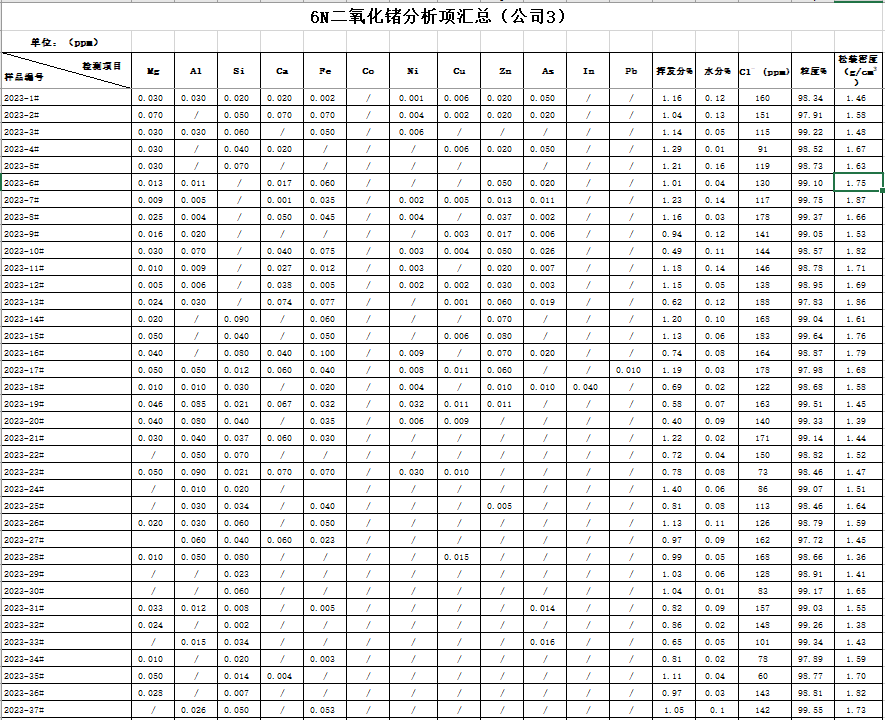 6N二氧化锗分析项汇总（公司3）
单位：（ppm）
检测项目 样品编号 Mg Al Si Ca Fe Co Ni Cu Zn As In Pb 挥发分% 水分% Cl⁻（ppm） 粒度% 松装密度（g/cm³）
2023-1# 0.030 0.030 0.020 0.020 0.002 / 0.001 0.006 0.020 0.050 / / 1.16 0.12 160 98.34 1.46
2023-2# 0.070 / 0.050 0.070 0.070 / 0.004 0.002 0.020 0.020 / / 1.04 0.13 151 97.91 1.58
2023-3# 0.030 0.030 0.060 / 0.050 / 0.006 / / / / / 1.14 0.05 115 99.22 1.48
2023-4# 0.030 / 0.040 0.020 / / / 0.006 0.020 0.050 / / 1.29 0.01 91 98.52 1.67
2023-5# 0.030 / 0.070 / / / / / / / / 1.21 0.16 119 98.73 1.63
2023-6# 0.013 0.011 / 0.017 0.060 / / / 0.050 0.020 / / 1.01 0.04 130 99.10 1.75
2023-7# 0.009 0.005 / 0.001 0.035 / 0.002 0.005 0.013 0.011 / / 1.23 0.14 117 99.75 1.87
2023-8# 0.025 0.004 / 0.050 0.045 / 0.004 / 0.037 0.002 / / 1.16 0.03 178 99.37 1.66
2023-9# 0.016 0.020 / / / / / 0.003 0.017 0.006 / / 0.94 0.12 141 99.05 1.53
2023-10# 0.030 0.070 / 0.040 0.075 / 0.003 0.004 0.050 0.026 / / 0.49 0.11 144 98.57 1.82
2023-11# 0.010 0.009 / 0.027 0.012 / 0.003 / 0.020 0.007 / / 1.18 0.14 146 98.78 1.71
2023-12# 0.005 0.006 / 0.038 0.005 / 0.002 0.002 0.030 0.003 / / 1.15 0.05 138 98.95 1.69
2023-13# 0.024 0.030 / 0.074 0.077 / / 0.001 0.060 0.019 / / 0.62 0.12 188 97.83 1.86
2023-14# 0.020 / 0.090 / 0.060 / / / 0.070 / / / 1.20 0.10 168 99.04 1.61
2023-15# 0.050 / 0.040 / 0.050 / / 0.006 0.080 / / / 1.13 0.06 183 99.64 1.76
2023-16# 0.040 / 0.080 0.040 0.100 / 0.009 / 0.070 0.020 / / 0.74 0.08 164 98.87 1.79
2023-17# 0.050 0.050 0.012 0.060 0.040 / 0.008 0.011 0.060 / / 0.010 1.19 0.03 178 97.98 1.68
2023-18# 0.010 0.010 0.030 / 0.020 / 0.004 / 0.010 0.010 0.040 / 0.69 0.02 122 98.68 1.58
2023-19# 0.046 0.085 0.021 0.067 0.032 / 0.032 0.011 0.011 / / / 0.58 0.07 163 99.51 1.45
2023-20# 0.040 0.080 0.040 / 0.035 / 0.006 0.009 / / / / 0.40 0.09 140 99.33 1.39
2023-21# 0.030 0.040 0.037 0.060 0.030 / / / / / / / 1.22 0.02 171 99.14 1.44
2023-22# / 0.050 0.070 / / / / / / / / / 0.72 0.04 150 98.82 1.52
2023-23# 0.050 0.090 0.021 0.070 0.070 / 0.030 0.010 / / / / 0.78 0.08 73 98.46 1.47
2023-24# / 0.010 0.020 / / / / / / / / 1.40 0.06 86 99.07 1.51
2023-25# / 0.030 0.034 / 0.040 / / / 0.005 / / / 0.81 0.08 113 98.46 1.64
2023-26# 0.020 0.030 0.060 / 0.050 / / / / / / / 1.13 0.11 126 98.79 1.59
2023-27# 0.060 0.040 0.060 0.023 / / / / / / / 0.97 0.09 162 97.72 1.45
2023-28# 0.010 0.050 0.080 / / / / 0.015 / / / / 0.99 0.05 168 98.66 1.36
2023-29# / / 0.023 / / / / / / / / / 1.03 0.06 128 98.91 1.41
2023-30# / / 0.060 / / / / / / / / / 1.04 0.01 83 99.17 1.65
2023-31# 0.033 0.012 0.008 / 0.005 / / / / 0.014 / / 0.82 0.09 157 99.03 1.55
2023-32# 0.024 / 0.002 / / / / / / / / / 0.86 0.02 148 99.26 1.38
2023-33# / 0.015 0.034 / / / / / / 0.016 / / 0.65 0.05 101 99.34 1.43
2023-34# 0.010 / 0.020 / 0.003 / / / / / / / 0.81 0.02 78 97.89 1.59
2023-35# 0.050 / 0.014 0.004 / / / / / / / / 1.11 0.04 60 98.77 1.70
2023-36# 0.028 / 0.007 / / / / / / / / / 0.97 0.03 143 98.81 1.82
2023-37# / 0.026 0.050 / 0.053 / / / / / / / 1.05 0.1 142 99.55 1.73